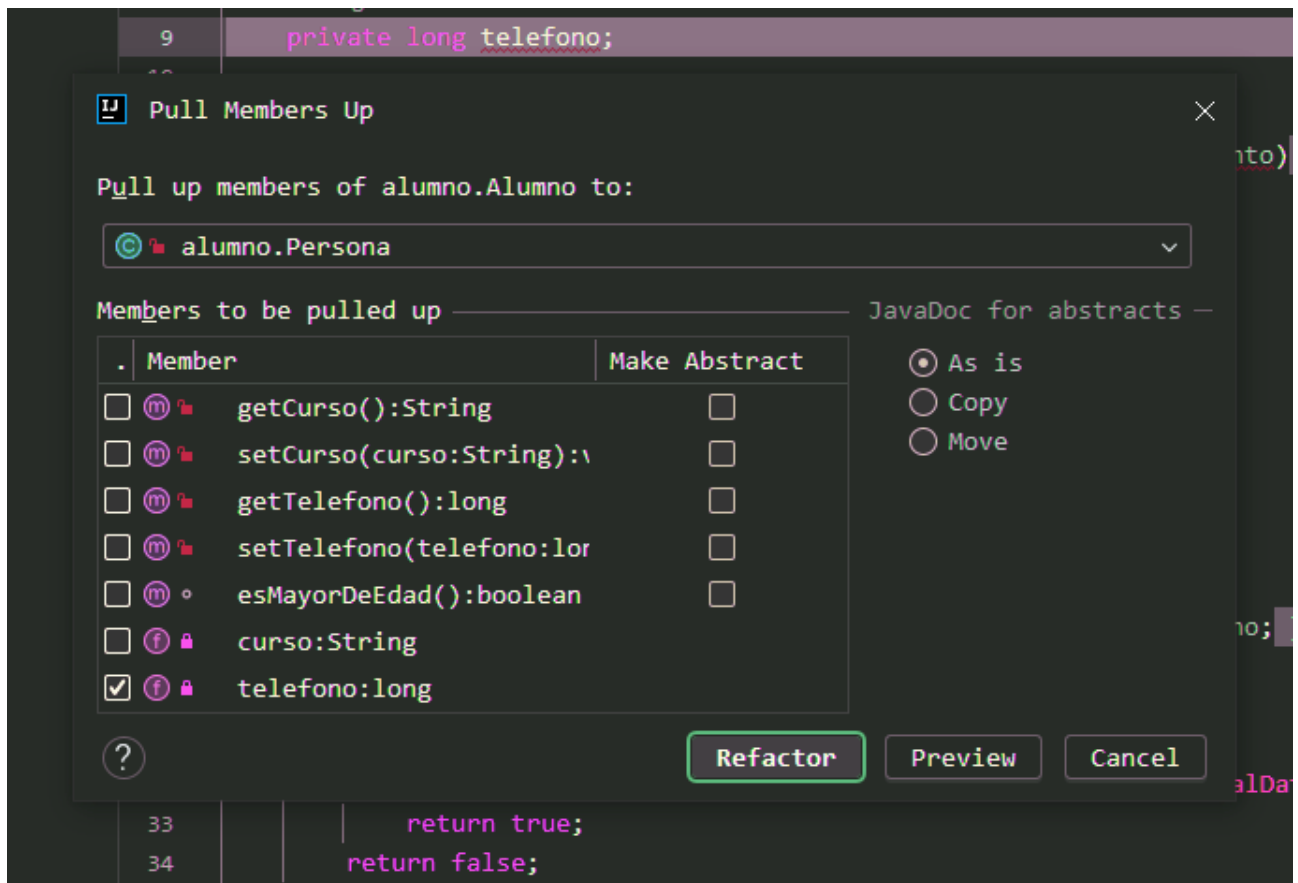 9 private long telefono;
IJ Pull Members Up
nto)
Pull up members of alumno.Alumno to:
C alumno.Persona
Members to be pulled up JavaDoc for abstracts
. Member Make Abstract As is
m getCurso():String Copy
m setCurso(curso:String):v Move
m getTelefono():long
m setTelefono(telefono:lon
m esMayorDeEdad():boolean
f curso:String no; }
f telefono:long
? Refactor Preview Cancel
alDat
33 return true;
34 return false;